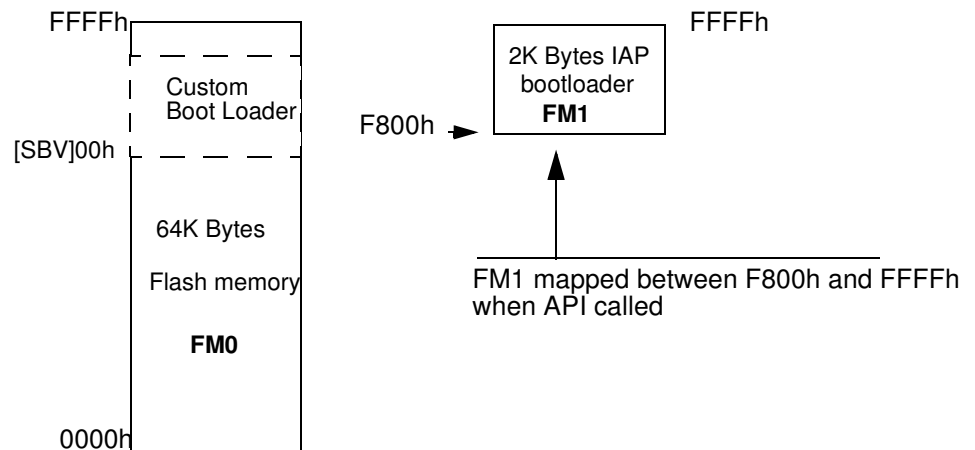 FFFFh
Custom
Boot Loader
[SBV]00h
64K Bytes
Flash memory
FM0
0000h
FFFFh
2K Bytes IAP
bootloader
FM1
F800h
FM1 mapped between F800h and FFFFh
when API called